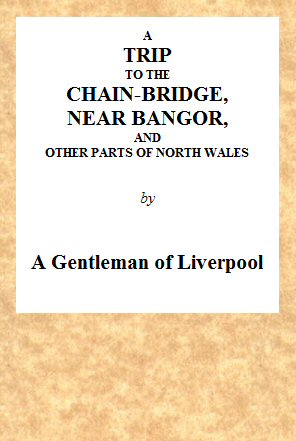 A
TRIP
TO THE
CHAIN-BRIDGE,
NEAR BANGOR,
AND
OTHER PARTS OF NORTH WALES
by
A Gentleman of Liverpool